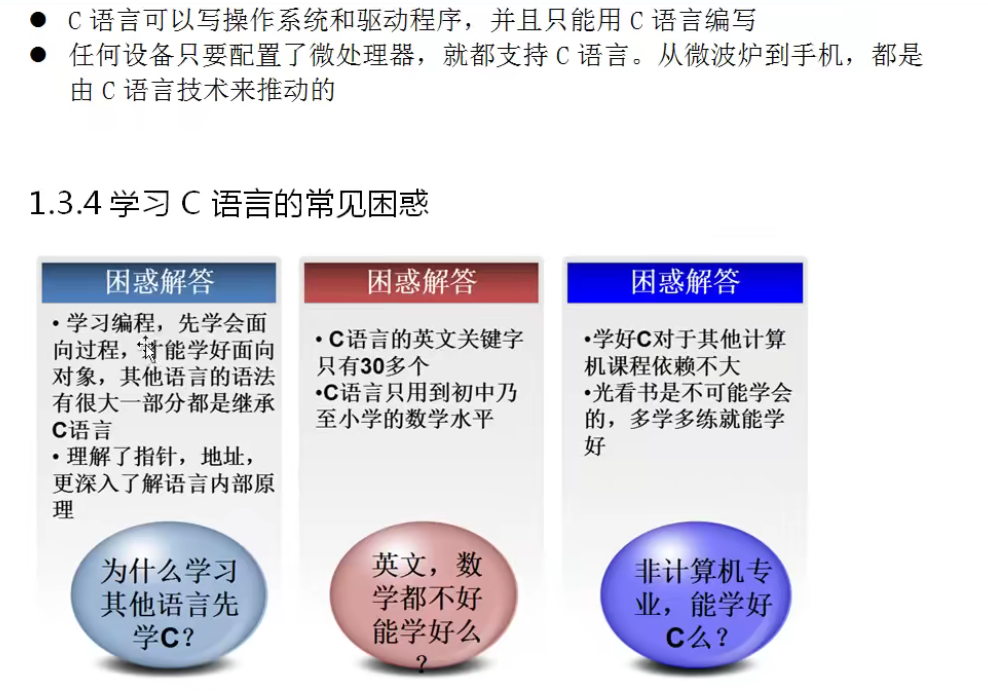 ● C 语言可以写操作系统和驱动程序，并且只能用 C 语言编写
● 任何设备只要配置了微处理器，就都支持 C 语言。从微波炉到手机，都是
由 C 语言技术来推动的
1.3.4 学习 C 语言的常见困惑
困惑解答
• 学习编程，先学会面
向过程，才能学好面向
对象，其他语言的语法
有很大一部分都是继承
C语言
• 理解了指针，地址，
更深入了解语言内部原
理
为什么学习
其他语言先
学C？
困惑解答
• C语言的英文关键字
只有30多个
•C语言只用到初中乃
至小学的数学水平
英文，数
学都不好
能学好么
？
困惑解答
•学好C对于其他计算
机课程依赖不大
•光看书是不可能学会
的，多学多练就能学
好
非计算机专
业，能学好
C么？